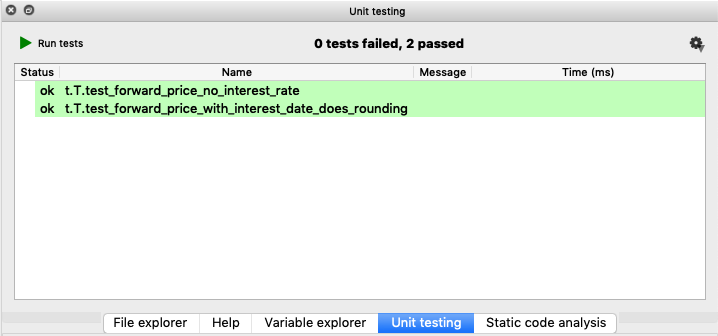 Unit testing
Run tests
0 tests failed, 2 passed
Status Name Message Time (ms)
ok t.T.test_forward_price_no_interest_rate
ok t.T.test_forward_price_with_interest_date_does_rounding
File explorer Help Variable explorer Unit testing Static code analysis